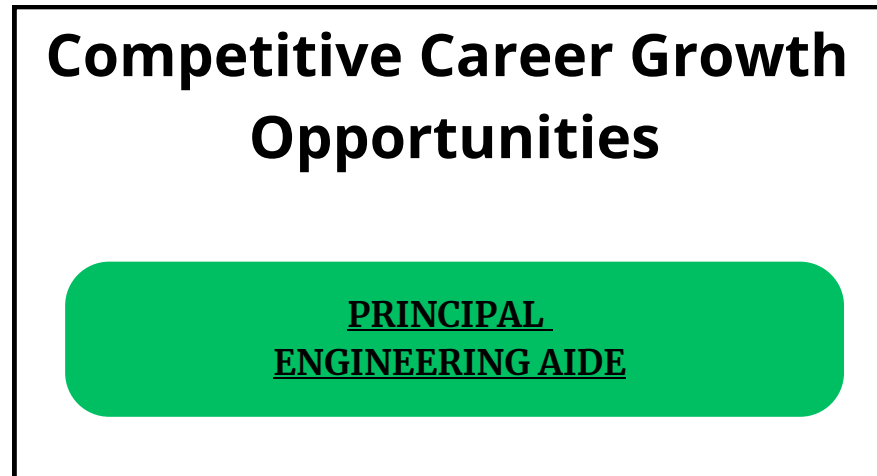 Competitive Career Growth
Opportunities
PRINCIPAL
ENGINEERING AIDE